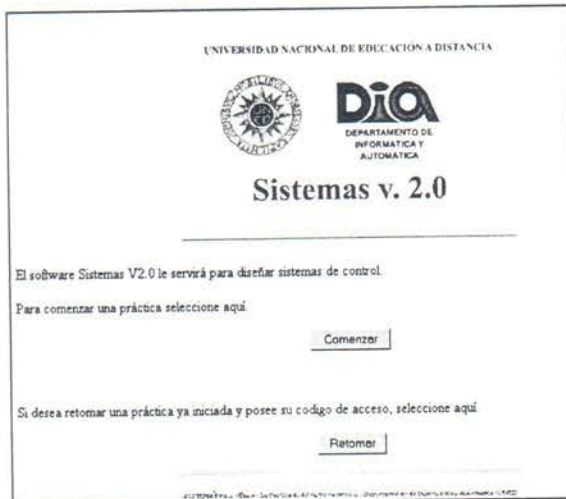 UNIVERSIDAD NACIONAL DE EDUCACIÓN A DISTANCIA
DiA
DEPARTAMENTO DE
INFORMATICA Y
AUTOMATICA
Sistemas v. 2.0
El software Sistemas V2.0 le servirá para diseñar sistemas de control.
Para comenzar una práctica seleccione aquí.
Comenzar
Si desea retomar una práctica ya iniciada y posee su codigo de acceso, seleccione aquí.
Retomar